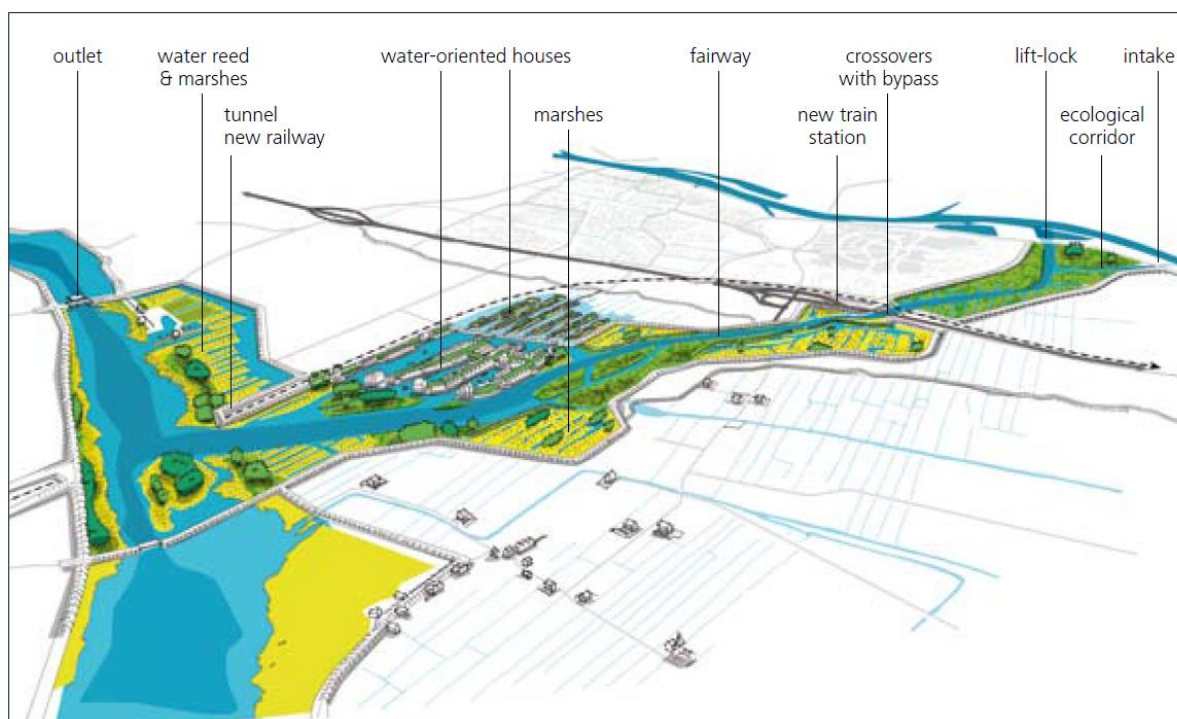 outlet
water reed
& marshes
water-oriented houses
fairway
crossovers
with bypass
lift-lock
intake
tunnel
new railway
marshes
new train
station
ecological
corridor